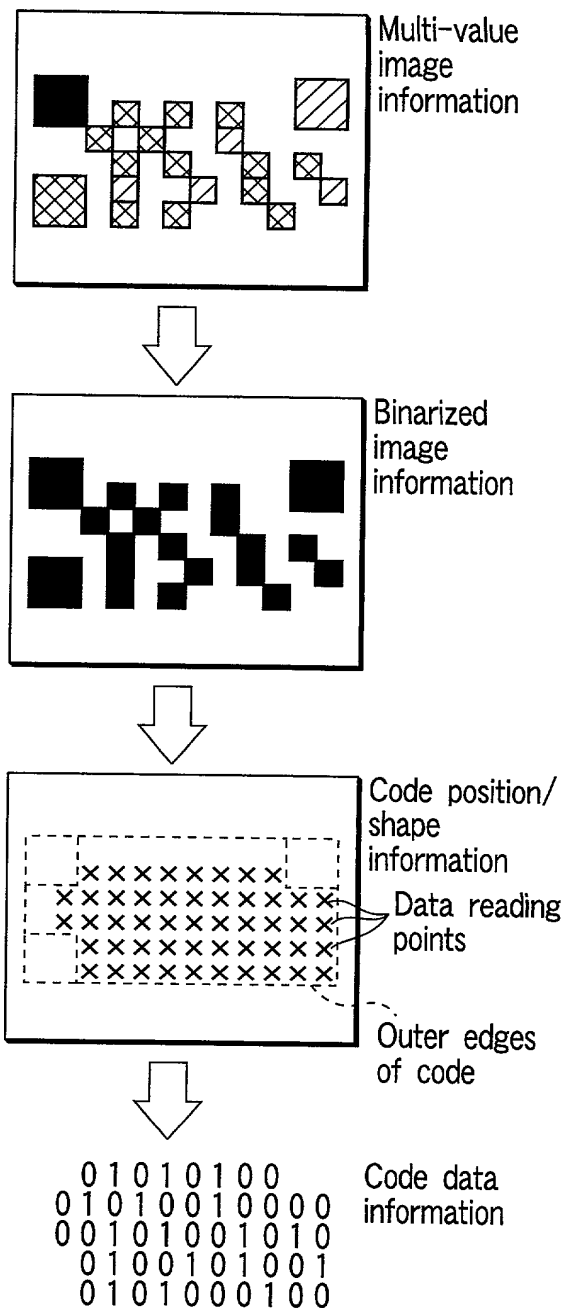 Multi-value
image
information
Binarized
image
information
Code position/
shape
information
Data reading
points
Outer edges
of code
Code data
information
0 1 0 1 0 1 0 0
0 1 0 1 0 0 1 0 0 0 0
0 0 1 0 1 0 0 1 0 1 0
0 1 0 0 1 0 1 0 0 1
0 1 0 1 0 0 0 1 0 0